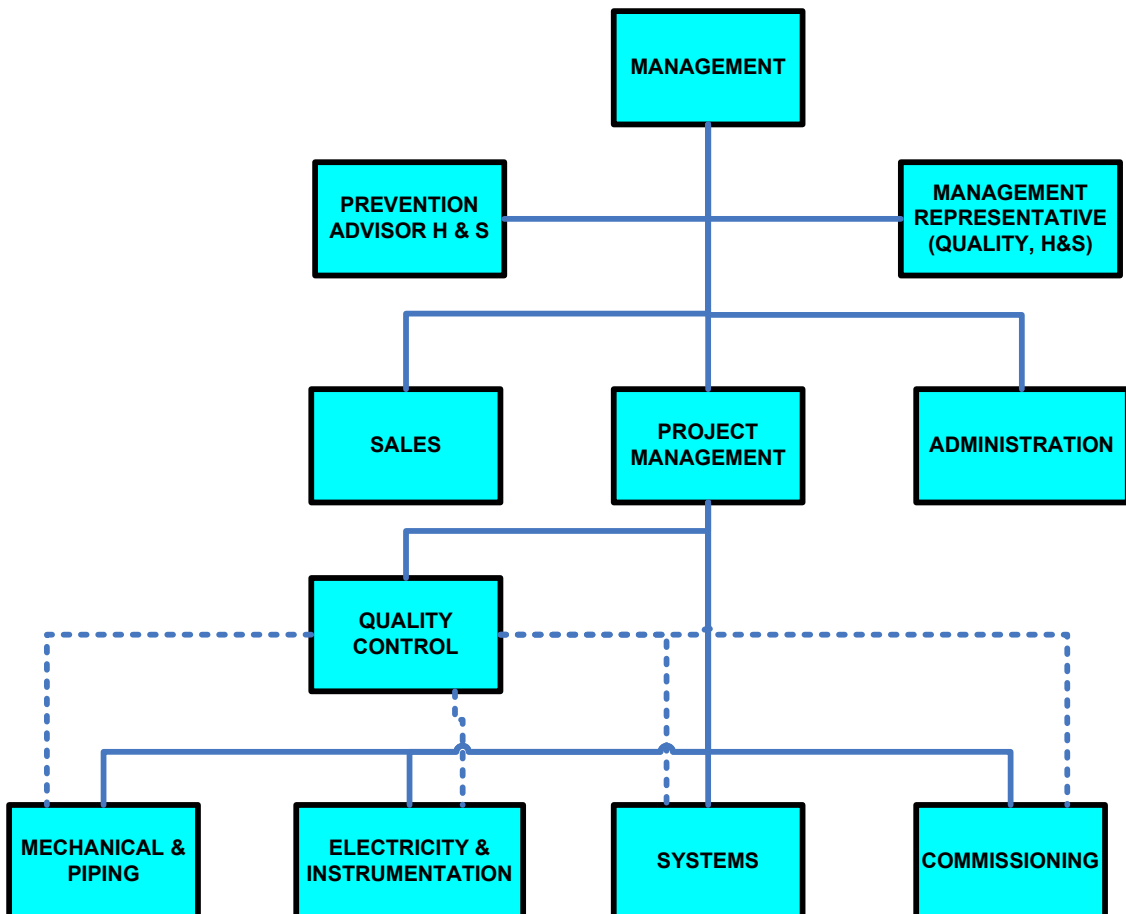 MANAGEMENT
PREVENTION
ADVISOR H & S
MANAGEMENT
REPRESENTATIVE
(QUALITY, H&S)
SALES
PROJECT
MANAGEMENT
ADMINISTRATION
QUALITY
CONTROL
MECHANICAL &
PIPING
ELECTRICITY &
INSTRUMENTATION
SYSTEMS
COMMISSIONING